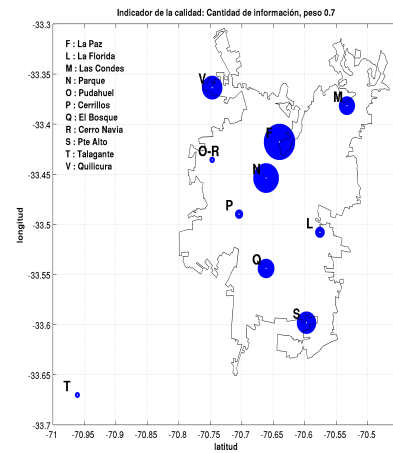 Indicador de la calidad: Cantidad de información, peso 0.7
-33.3
F : La Paz
L : La Florida
M : Las Condes
N : Parque
O : Pudahuel
P : Cerrillos
Q : El Bosque
R : Cerro Navia
S : Pte Alto
T : Talagante
V : Quilicura
V
M
F
O-R
N
P
L
Q
S
T
-33.35
-33.4
-33.45
-33.5
-33.55
-33.6
-33.65
-33.7
longitud
-71 -70.95 -70.9 -70.85 -70.8 -70.75 -70.7 -70.65 -70.6 -70.55 -70.5
latitud